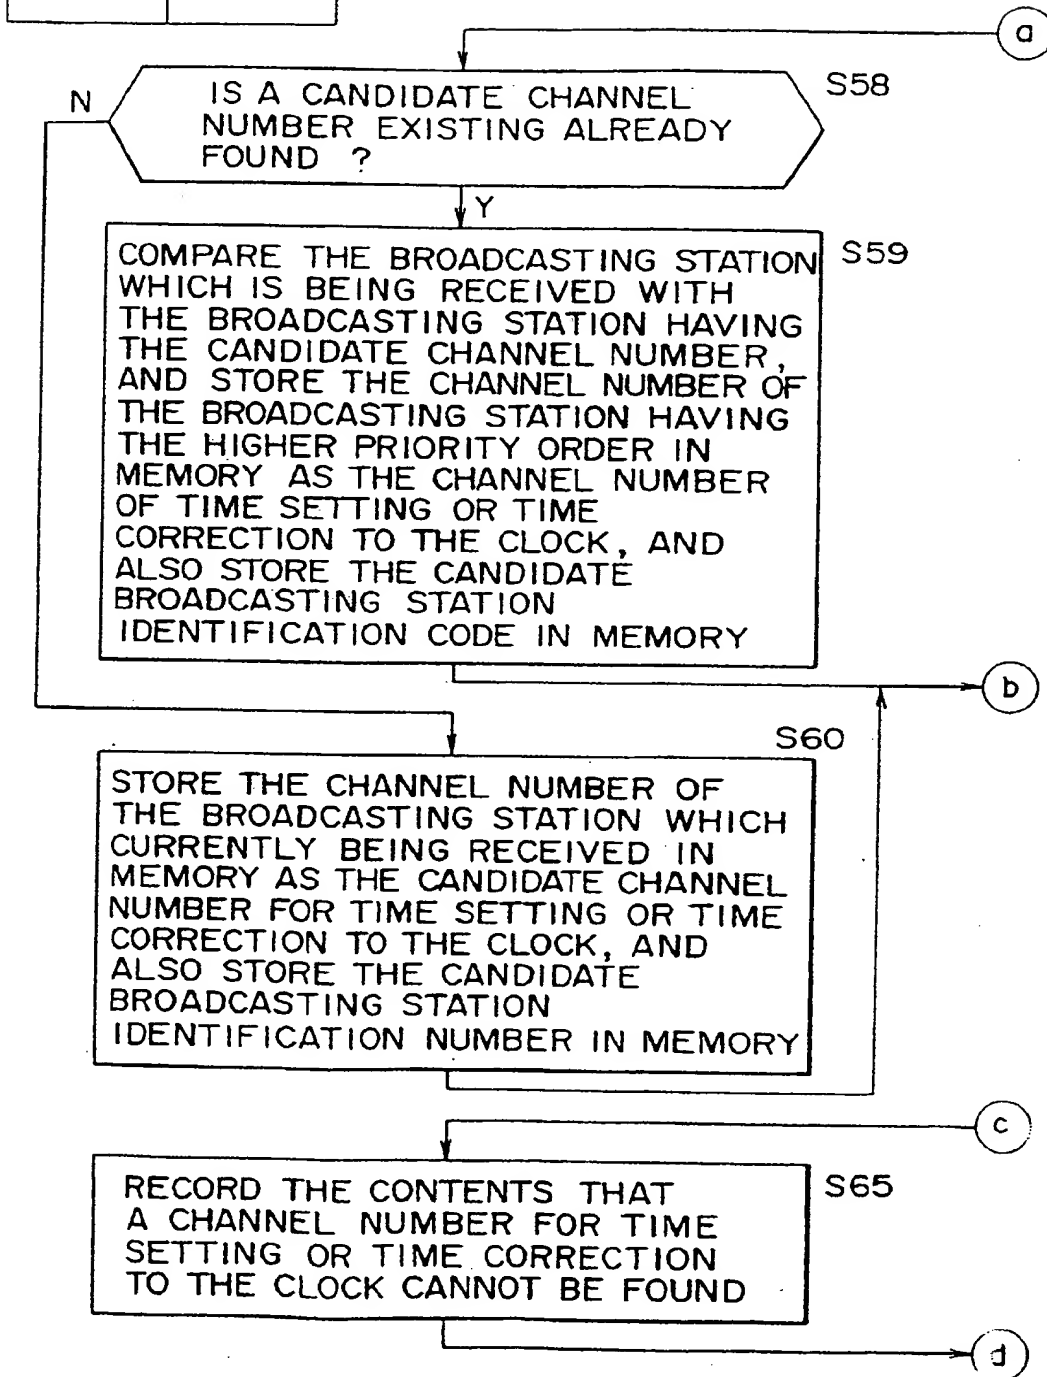 a
S58
N
IS A CANDIDATE CHANNEL
NUMBER EXISTING ALREADY
FOUND ?
Y
S59
COMPARE THE BROADCASTING STATION
WHICH IS BEING RECEIVED WITH
THE BROADCASTING STATION HAVING
THE CANDIDATE CHANNEL NUMBER,
AND STORE THE CHANNEL NUMBER OF
THE BROADCASTING STATION HAVING
THE HIGHER PRIORITY ORDER IN
MEMORY AS THE CHANNEL NUMBER
OF TIME SETTING OR TIME
CORRECTION TO THE CLOCK, AND
ALSO STORE THE CANDIDATE
BROADCASTING STATION
IDENTIFICATION CODE IN MEMORY
b
S60
STORE THE CHANNEL NUMBER OF
THE BROADCASTING STATION WHICH
CURRENTLY BEING RECEIVED IN
MEMORY AS THE CANDIDATE CHANNEL
NUMBER FOR TIME SETTING OR TIME
CORRECTION TO THE CLOCK, AND
ALSO STORE THE CANDIDATE
BROADCASTING STATION
IDENTIFICATION NUMBER IN MEMORY
c
S65
RECORD THE CONTENTS THAT
A CHANNEL NUMBER FOR TIME
SETTING OR TIME CORRECTION
TO THE CLOCK CANNOT BE FOUND
d